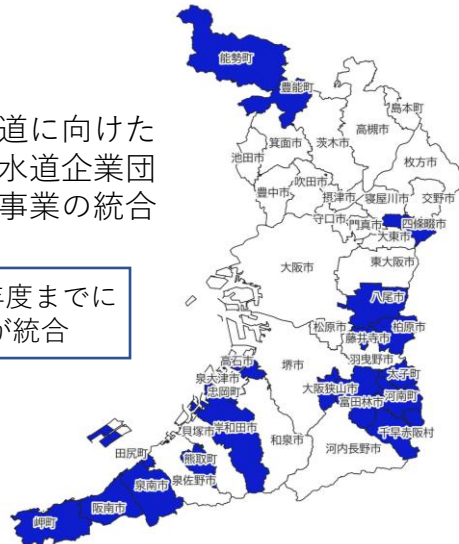 道に向けた
水道企業団
事業の統合
年度までに
が統合
能勢町
豊能町
島本町
高槻市
箕面市
茨木市
池田市
枚方市
吹田市
豊中市
摂津市
寝屋川市
交野市
守口市
門真市
四條畷市
大東市
大阪市
東大阪市
八尾市
松原市
柏原市
藤井寺市
羽曳野市
堺市
高石市
太子町
泉大津市
大阪狭山市
忠岡町
富田林市
河南町
貝塚市
岸和田市
和泉市
千早赤阪村
田尻町
熊取町
河内長野市
泉佐野市
泉南市
阪南市
岬町